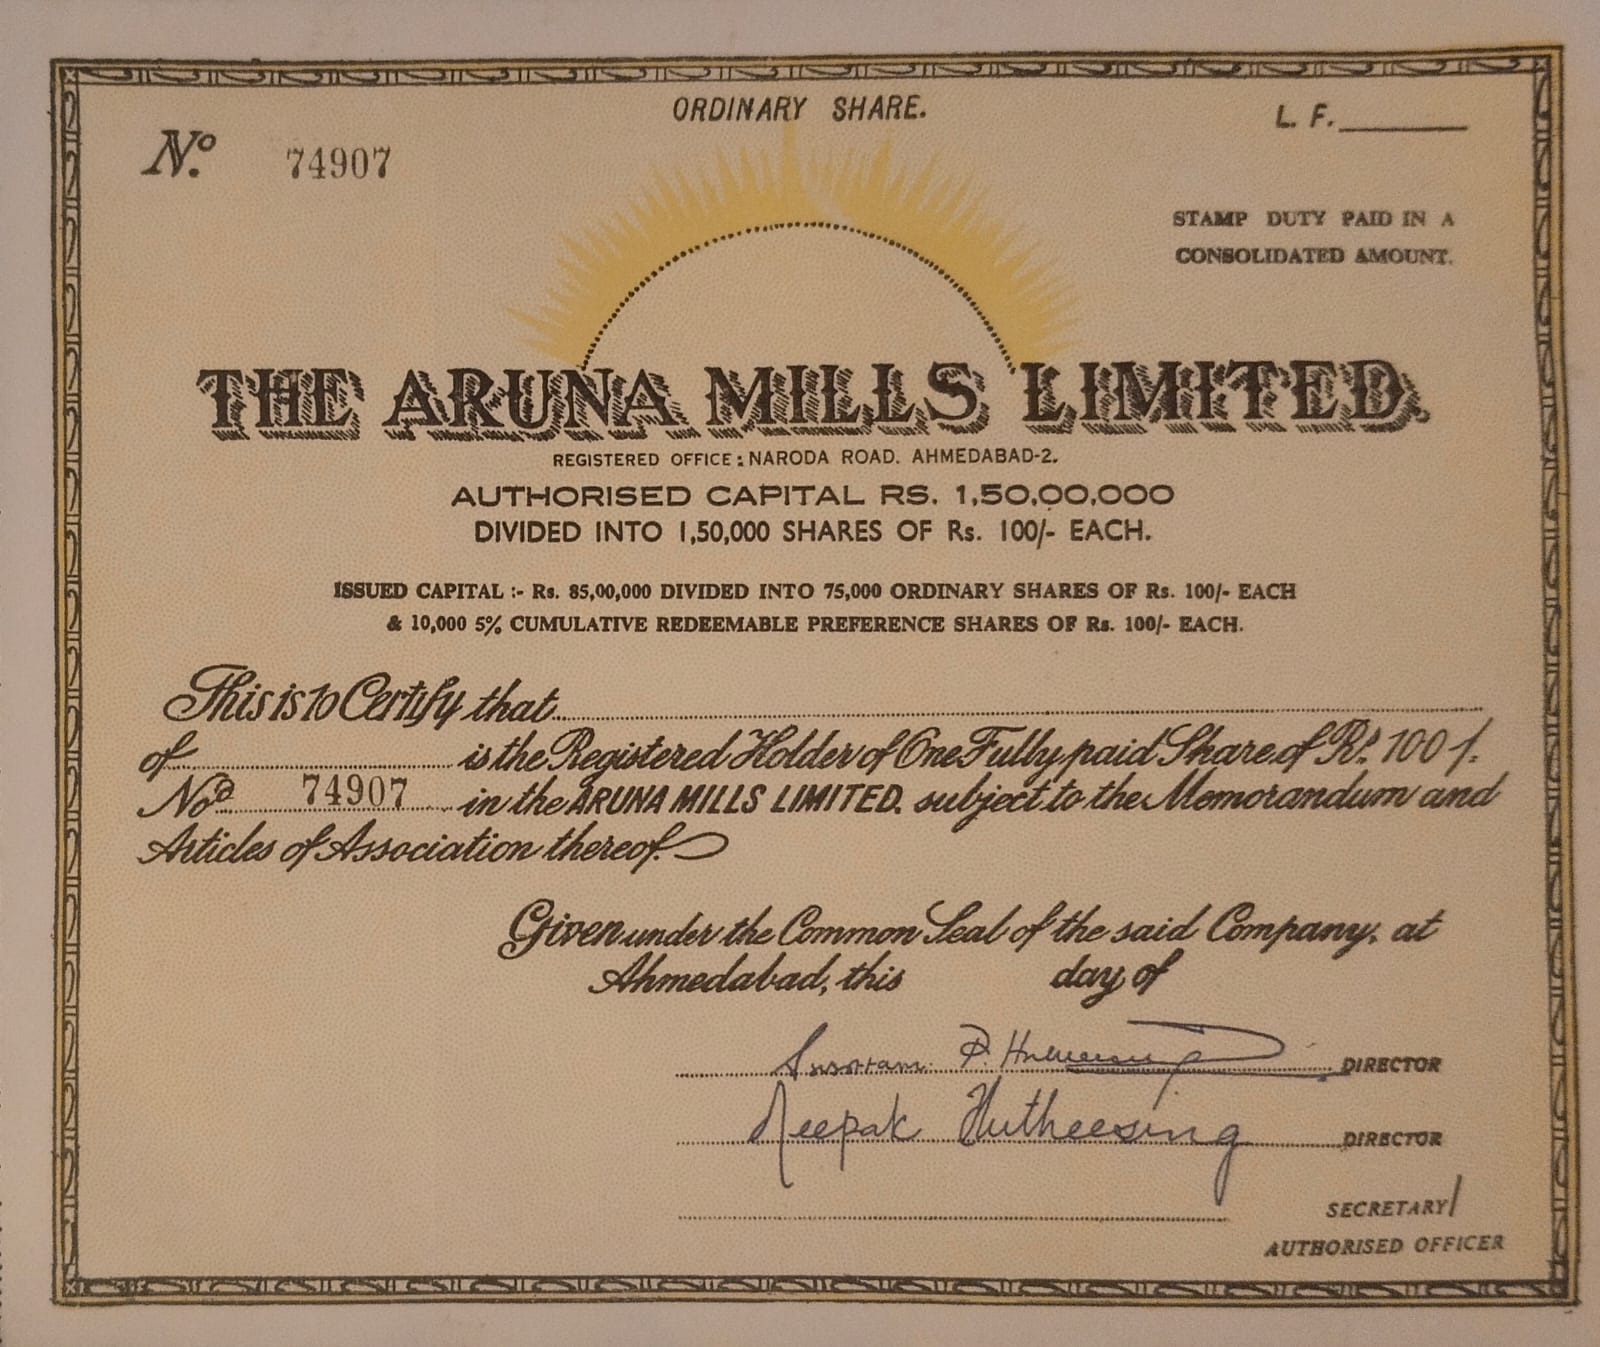 ORDINARY SHARE.
L. F.
No. 74907
STAMP DUTY PAID IN A
CONSOLIDATED AMOUNT.
THE ARUNA MILLS LIMITED.
REGISTERED OFFICE : NARODA ROAD. AHMEDABAD-2.
AUTHORISED CAPITAL RS. 1,50,00,000
DIVIDED INTO 1,50,000 SHARES OF Rs. 100/- EACH.
ISSUED CAPITAL :- Rs. 85,00,000 DIVIDED INTO 75,000 ORDINARY SHARES OF Rs. 100/- EACH
& 10,000 5% CUMULATIVE REDEEMABLE PREFERENCE SHARES OF Rs. 100/- EACH.
This is to Certify that
of is the Registered Holder of One Fully paid Share of Rs. 100/-
No. 74907 in the ARUNA MILLS LIMITED. subject to the Memorandum and
Articles of Association thereof.
Given under the Common Seal of the said Company, at
Ahmedabad, this day of
DIRECTOR
Deepak Hutheesing DIRECTOR
SECRETARY/
AUTHORISED OFFICER